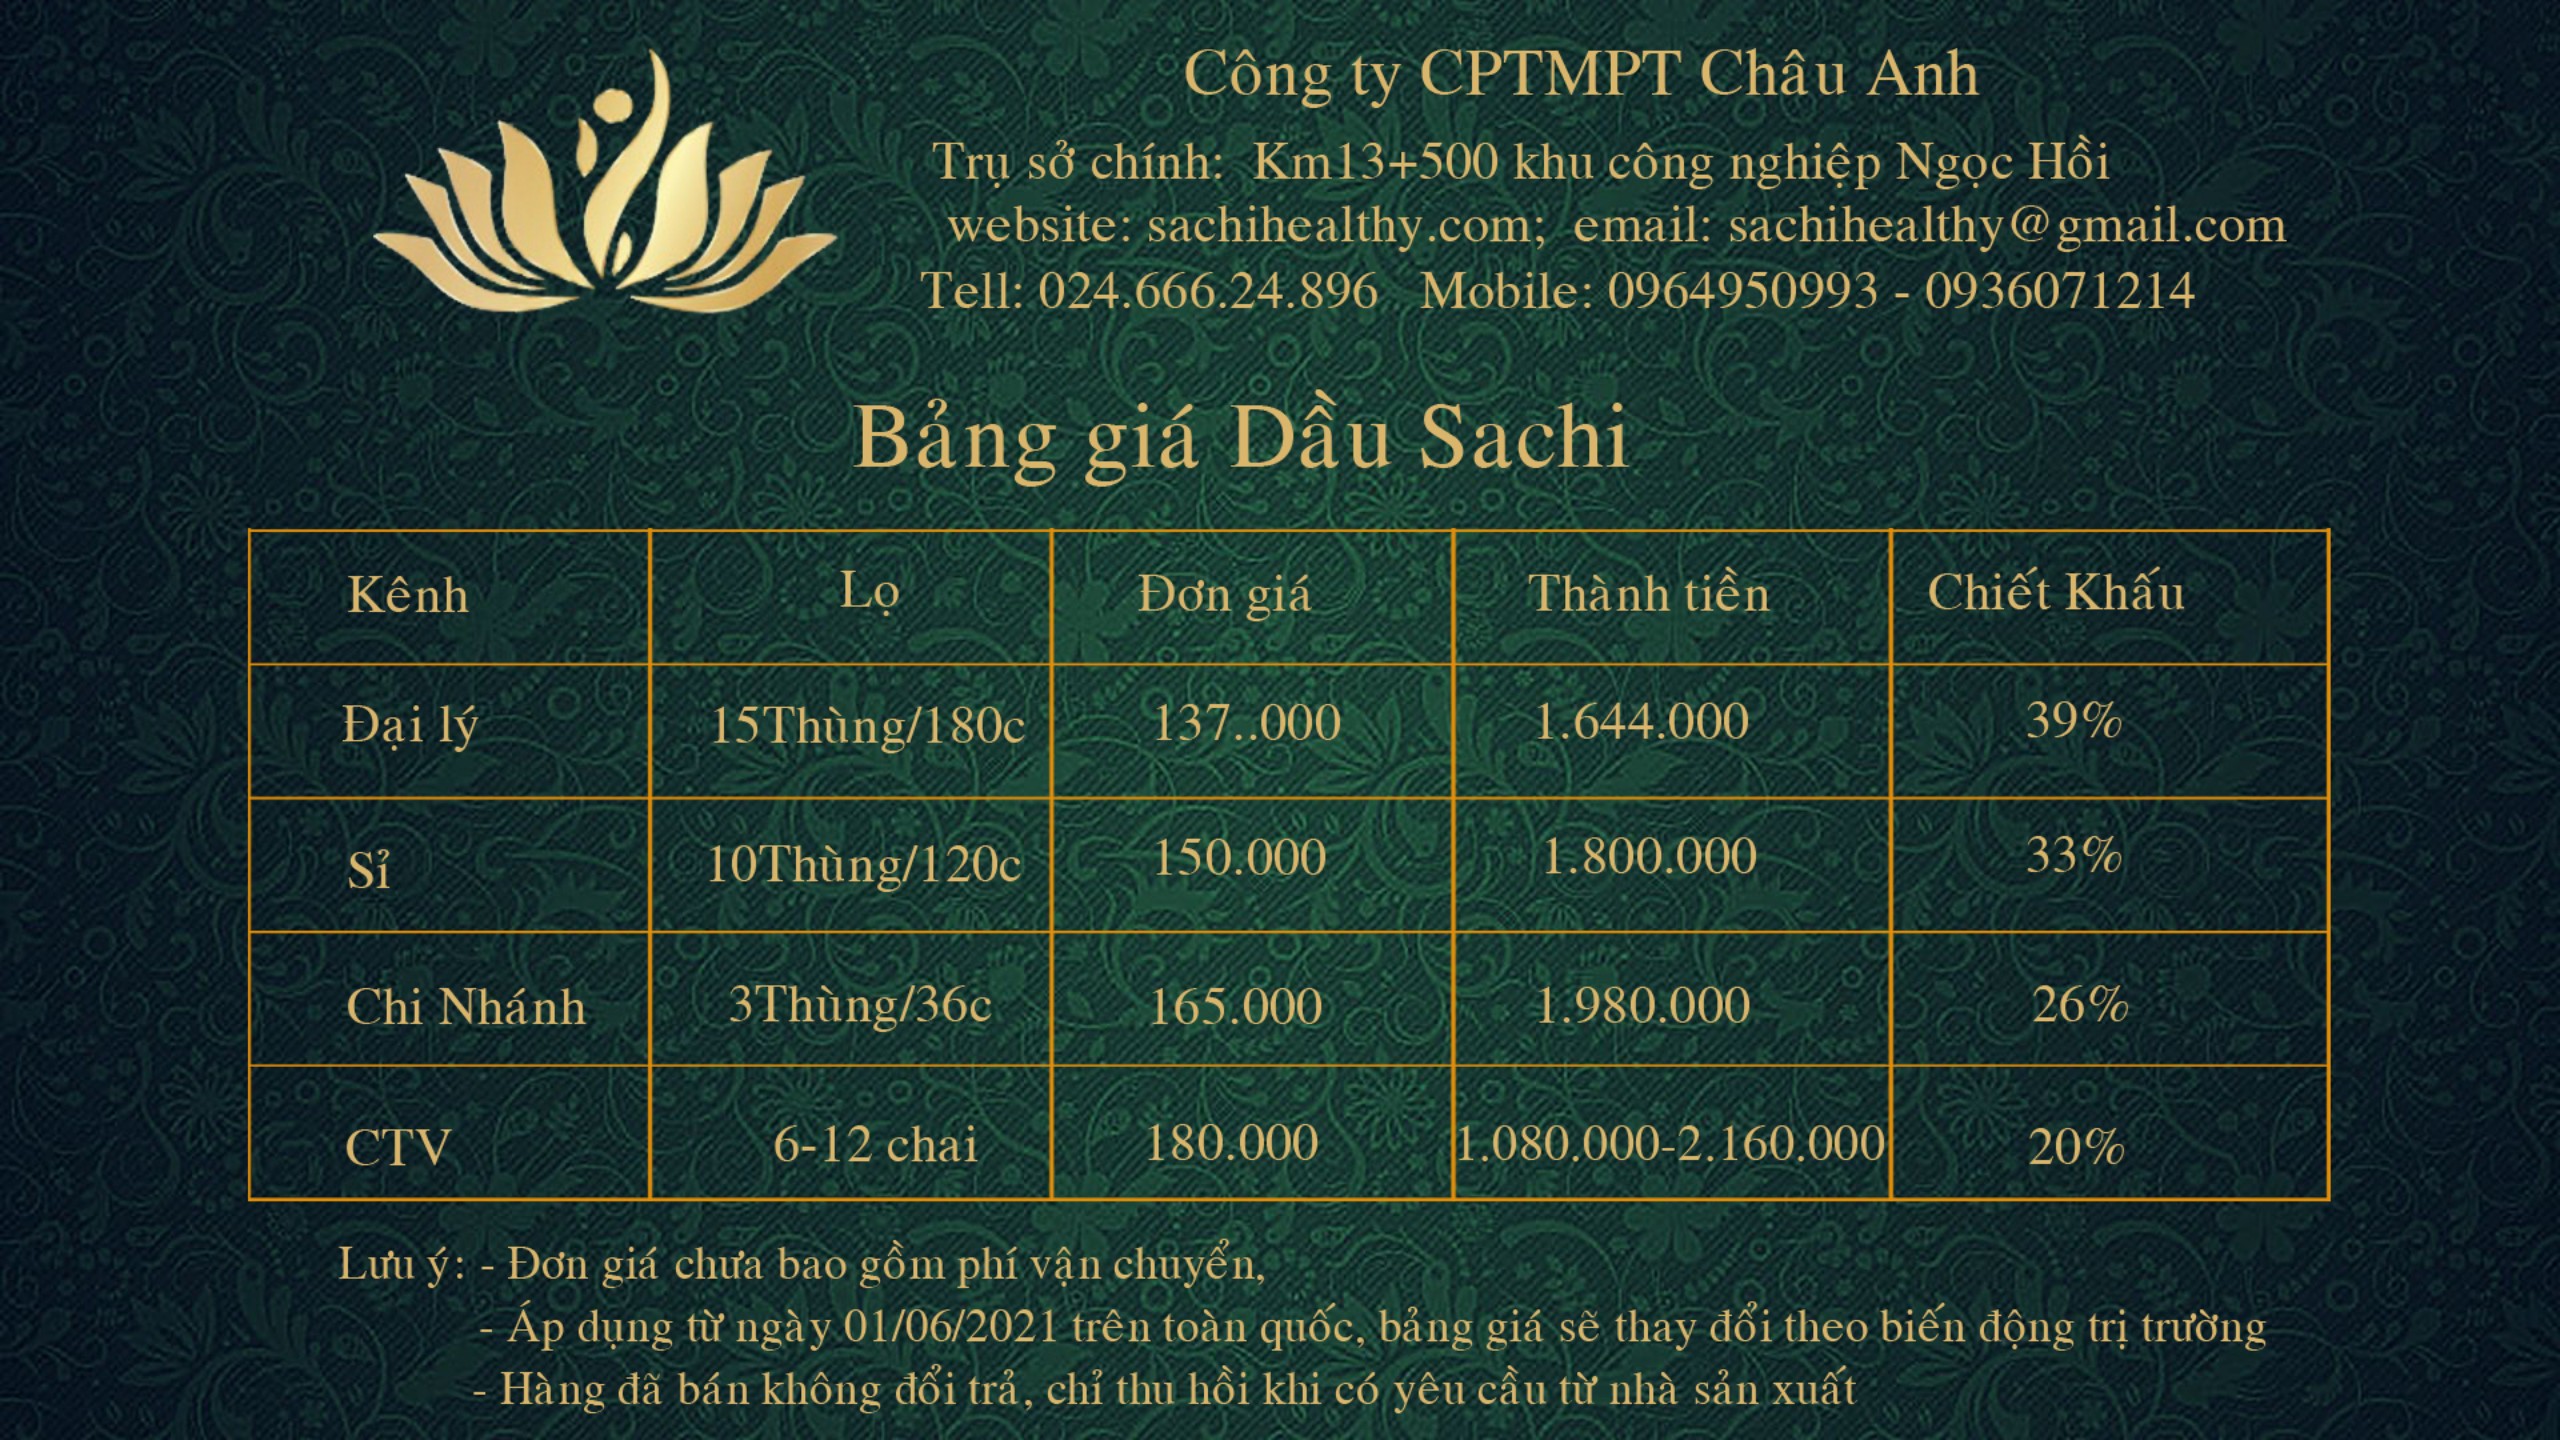 Công ty CPTMPT Châu Anh
Trụ sở chính: Km13+500 khu công nghiệp Ngọc Hồi
website: sachihealthy.com; email: sachihealthy@gmail.com
Tell: 024.666.24.896 Mobile: 0964950993 - 0936071214
Bảng giá Dầu Sachi
Kênh Lọ Đơn giá Thành tiền Chiết Khấu
Đại lý 15Thùng/180c 137..000 1.644.000 39%
Sỉ 10Thùng/120c 150.000 1.800.000 33%
Chi Nhánh 3Thùng/36c 165.000 1.980.000 26%
CTV 6-12 chai 180.000 1.080.000-2.160.000 20%
Lưu ý: - Đơn giá chưa bao gồm phí vận chuyển,
- Áp dụng từ ngày 01/06/2021 trên toàn quốc, bảng giá sẽ thay đổi theo biến động trị trường
- Hàng đã bán không đổi trả, chỉ thu hồi khi có yêu cầu từ nhà sản xuất